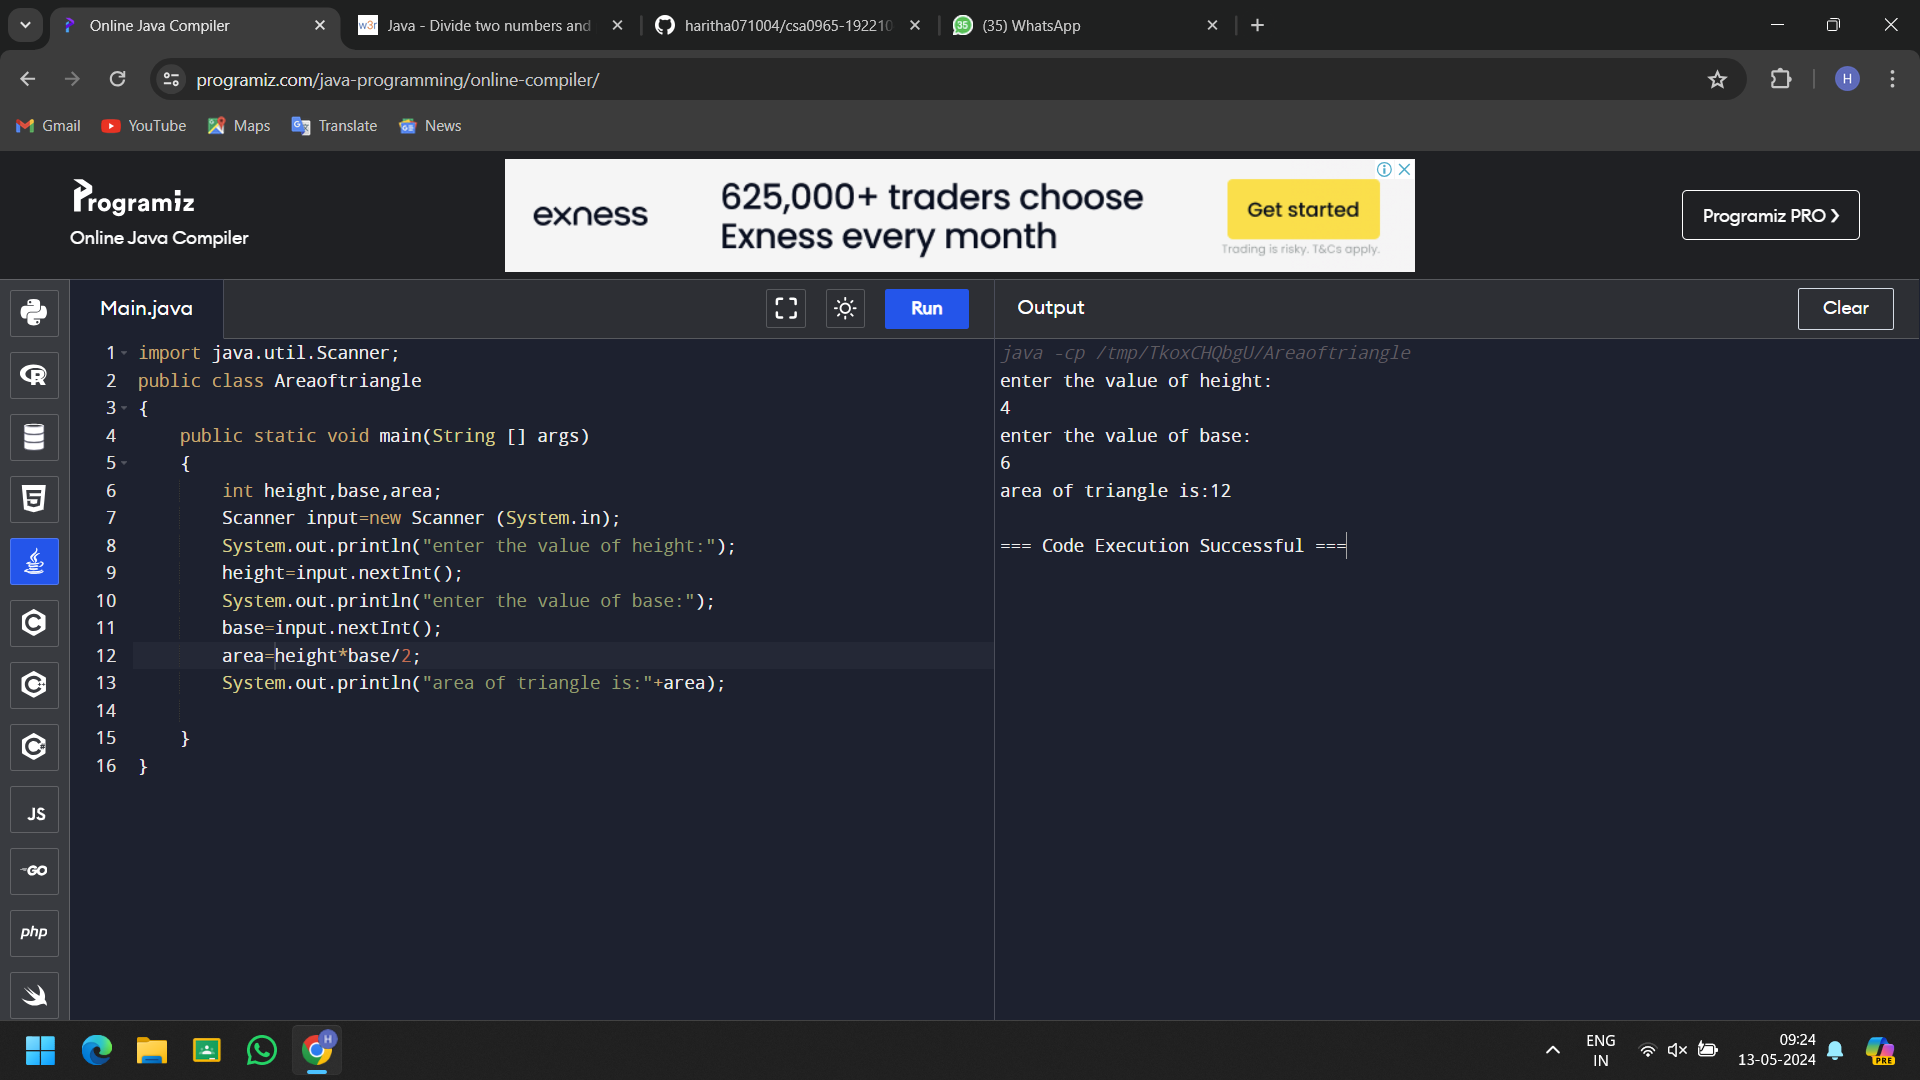 Online Java Compiler
w3r
Java - Divide two numbers and
haritha071004/csa0965-192210
35
(35) WhatsApp
programiz.com/java-programming/online-compiler/
H
Gmail
YouTube
Maps
Translate
News
Programiz
Online Java Compiler
exness
625,000+ traders choose
Exness every month
Get started
Trading is risky. T&Cs apply.
Programiz PRO
Main.java
Run
Output
Clear
1 import java.util.Scanner;
2 public class Areaoftriangle
3 {
4 public static void main(String [] args)
5 {
6 int height,base,area;
7 Scanner input=new Scanner (System.in);
8 System.out.println("enter the value of height:");
9 height=input.nextInt();
10 System.out.println("enter the value of base:");
11 base=input.nextInt();
12 area=height*base/2;
13 System.out.println("area of triangle is:"+area);
14
15 }
16 }
java -cp /tmp/TkoxCHQbgU/Areaoftriangle
enter the value of height:
4
enter the value of base:
6
area of triangle is:12
=== Code Execution Successful ===
R
5
C
C
C
JS
GO
php
H
ENG
IN
09:24
13-05-2024
PRE